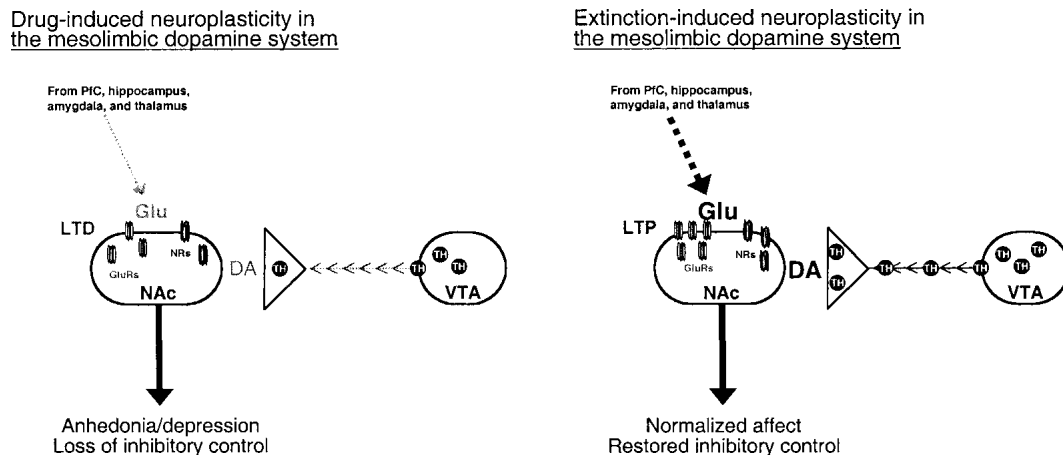 Drug-induced neuroplasticity in
the mesolimbic dopamine system
From PfC, hippocampus,
amygdala, and thalamus
Glu
LTD
GluRs
NRs
NAc
DA
TH
TH
TH
TH
VTA
Anhedonia/depression
Loss of inhibitory control
Extinction-induced neuroplasticity in
the mesolimbic dopamine system
From PfC, hippocampus,
amygdala, and thalamus
Glu
LTP
GluRs
NRs
NAc
DA
TH
TH
TH
TH
TH
TH
TH
TH
VTA
Normalized affect
Restored inhibitory control